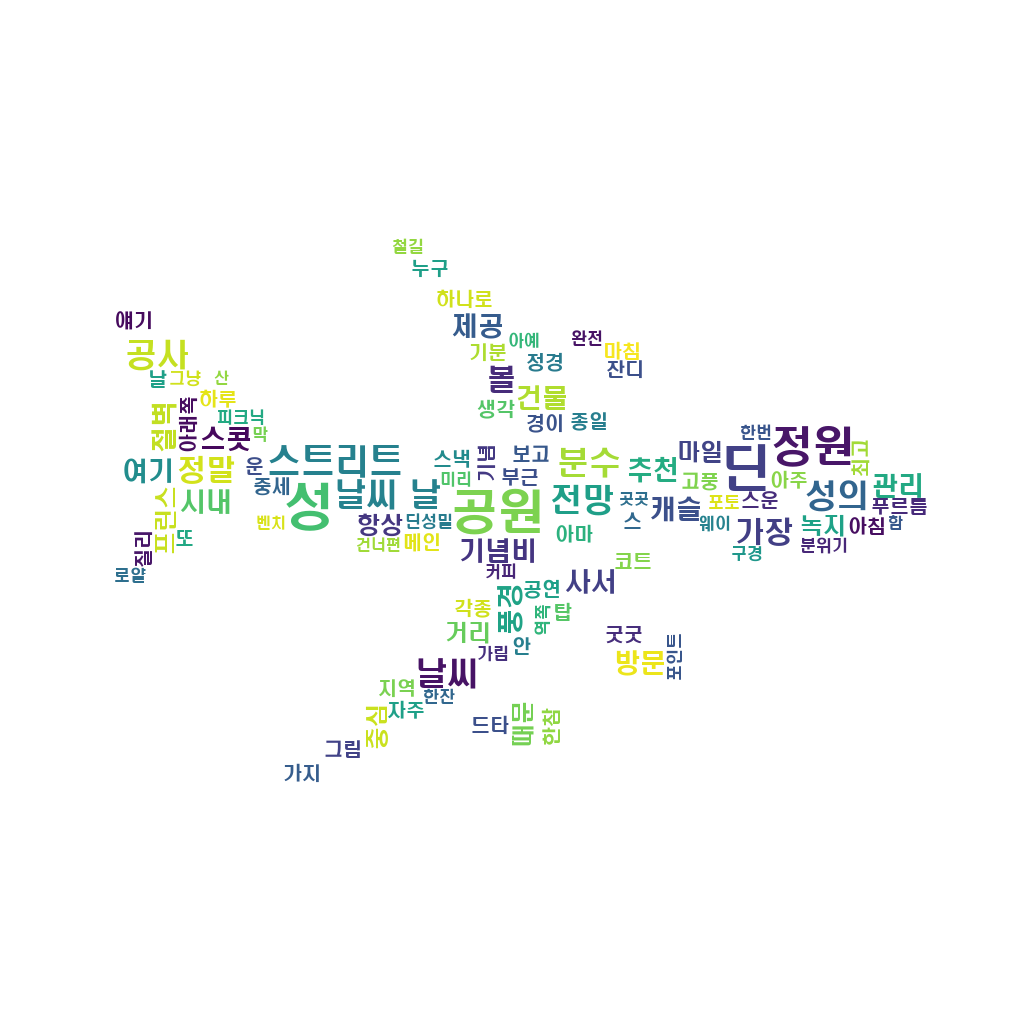 철길
누구
하나로
얘기
제공
아예
완전
공사
기분
정경
마침
잔디
날
그냥
산
볼
하루
건물
생각
절벽
아래쪽
피크닉
경이
종일
스콧
막
한번
정원
스트리트
스낵
기념
보고
분수
마일
딘
최고
여기
정말
운
중세
미리
부근
추천
고풍
아주
관리
프린스
시내
성
날씨 날
공원
전망
곳곳
캐슬
포토
스운
성의
푸르름
벤치
항상
딘성밀
스
웨이
가장
녹지
아침
함
질리
또
건너편
메인
기념비
아마
구경
분위기
로얄
커피
사서
코트
각종
풍경
공연
역쪽
탑
거리
안
굿굿
가림
날씨
방문
포인트
지역
한잔
자주
중심
드타
때문
한참
그림
가지